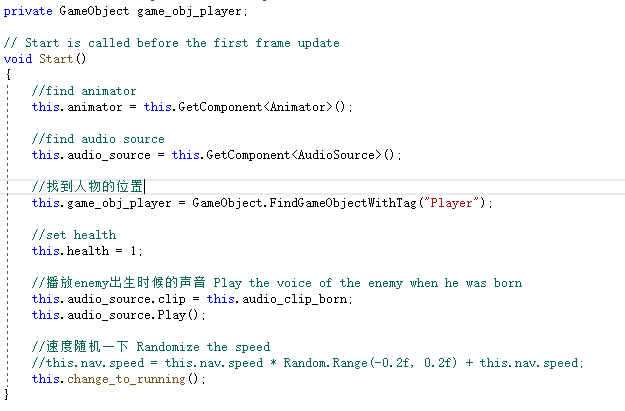 private GameObject game_obj_player;
// Start is called before the first frame update
void Start()
{
//find animator
this.animator = this.GetComponent<Animator>();
//find audio source
this.audio_source = this.GetComponent<AudioSource>();
//找到人物的位置
this.game_obj_player = GameObject.FindGameObjectWithTag("Player");
//set health
this.health = 1;
//播放enemy出生时候的声音 Play the voice of the enemy when he was born
this.audio_source.clip = this.audio_clip_born;
this.audio_source.Play();
//速度随机一下 Randomize the speed
//this.nav.speed = this.nav.speed * Random.Range(-0.2f, 0.2f) + this.nav.speed;
this.change_to_running();
}